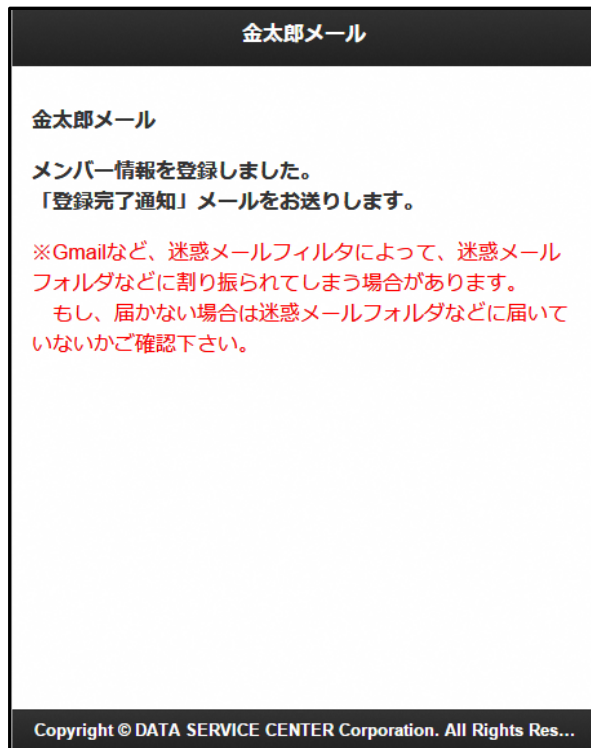 金太郎メール
金太郎メール
メンバー情報を登録しました。
「登録完了通知」メールをお送りします。
※Gmailなど、迷惑メールフィルタによって、迷惑メール
フォルダなどに割り振られてしまう場合があります。
　もし、届かない場合は迷惑メールフォルダなどに届いて
いないかご確認下さい。
Copyright © DATA SERVICE CENTER Corporation. All Rights Res...